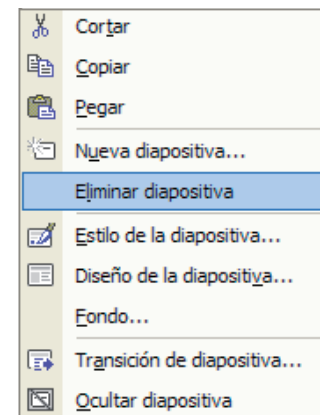 Cortar
Copiar
Pegar
Nueva diapositiva...
Eliminar diapositiva
Estilo de la diapositiva...
Diseño de la diapositiva...
Fondo...
Transición de diapositiva...
Ocultar diapositiva